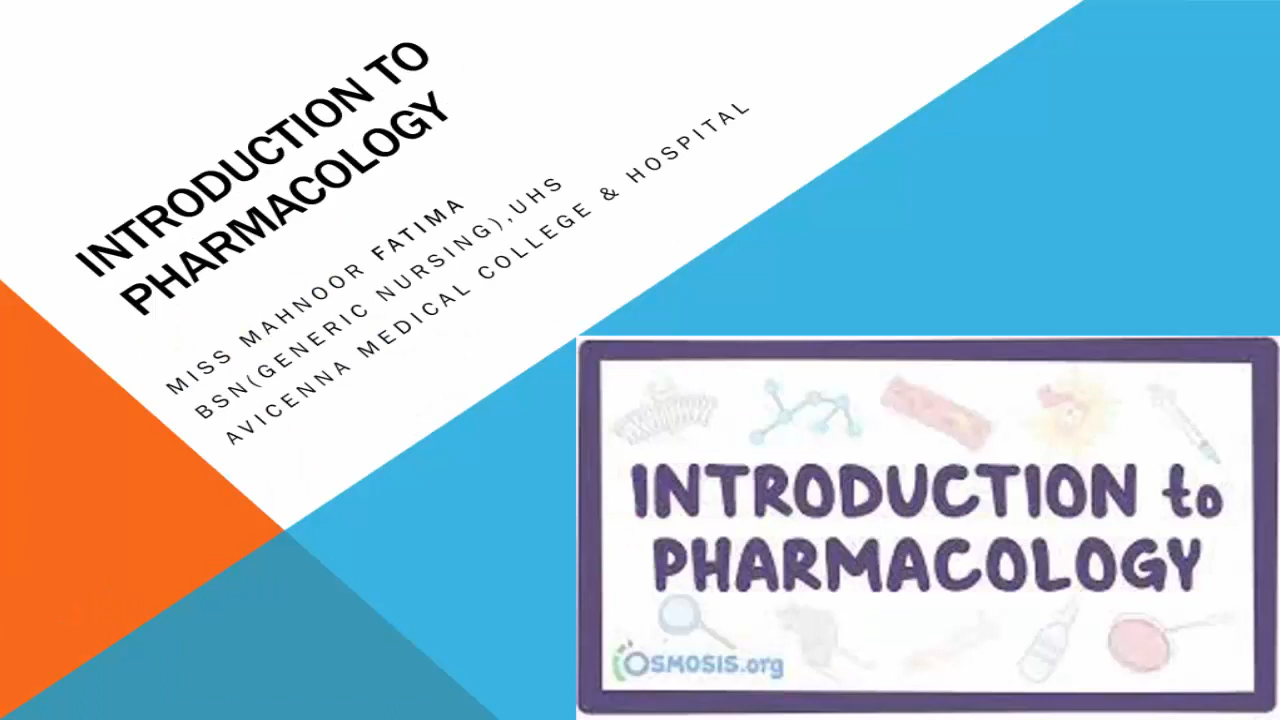 INTRODUCTION TO
PHARMACOLOGY
MISS MAHNOOR FATIMA
BSN(GENERIC NURSING),UHS
AVICENNA MEDICAL COLLEGE & HOSPITAL
INTRODUCTION to
PHARMACOLOGY
OSMOSIS.org